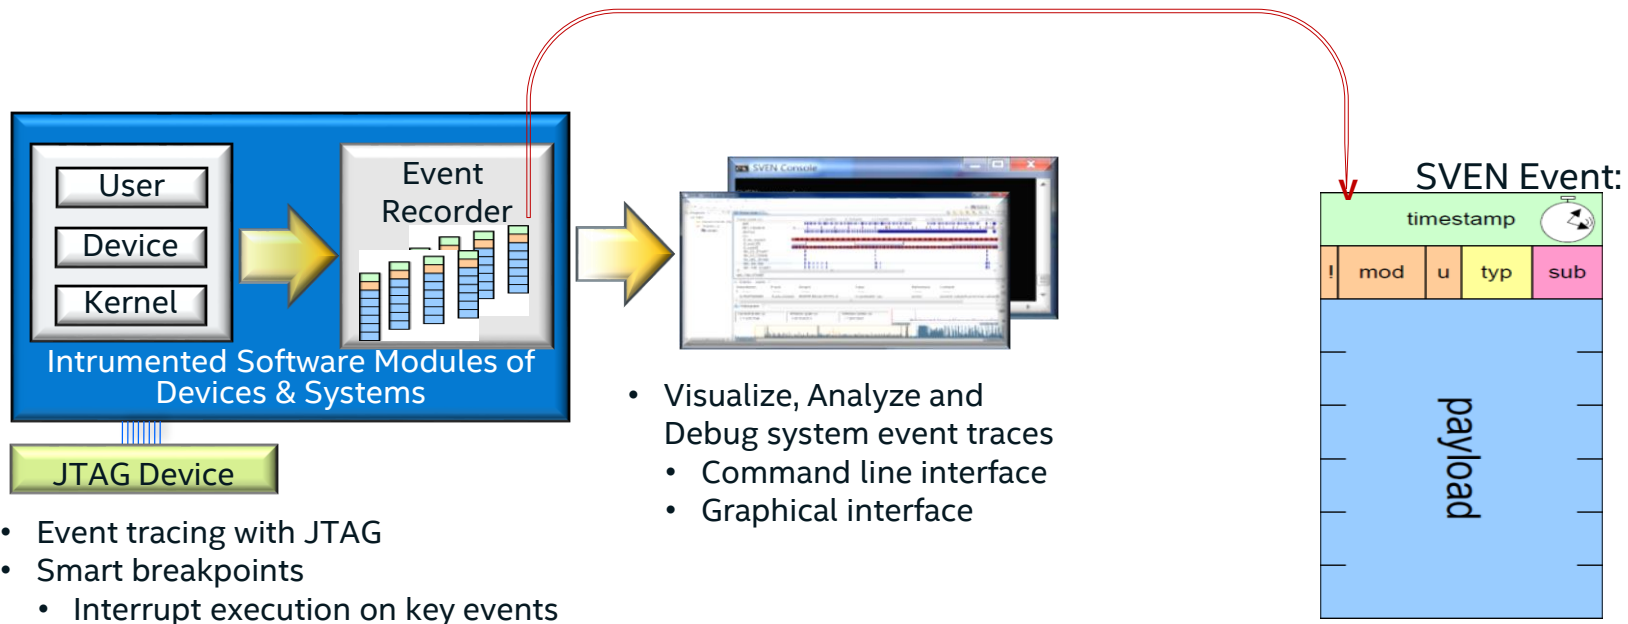 User
Device
Kernel
Event
Recorder
Intrumented Software Modules of
Devices & Systems
JTAG Device
• Event tracing with JTAG
• Smart breakpoints
• Interrupt execution on key events
SVEN Console
• Visualize, Analyze and
Debug system event traces
• Command line interface
• Graphical interface
SVEN Event:
timestamp
! mod u typ sub
payload